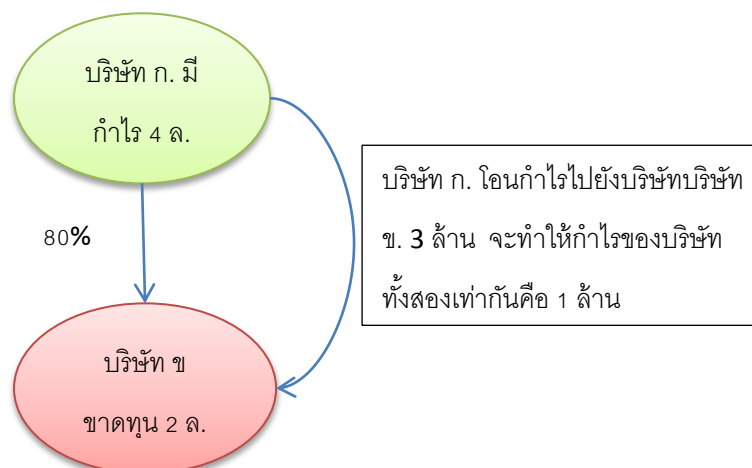 บริษัท ก. มี
กำไร 4 ล.
80%
บริษัท ก. โอนกำไรไปยังบริษัทบริษัท
ข. 3 ล้าน จะทำให้กำไรของบริษัท
ทั้งสองเท่ากันคือ 1 ล้าน
บริษัท ข
ขาดทุน 2 ล.